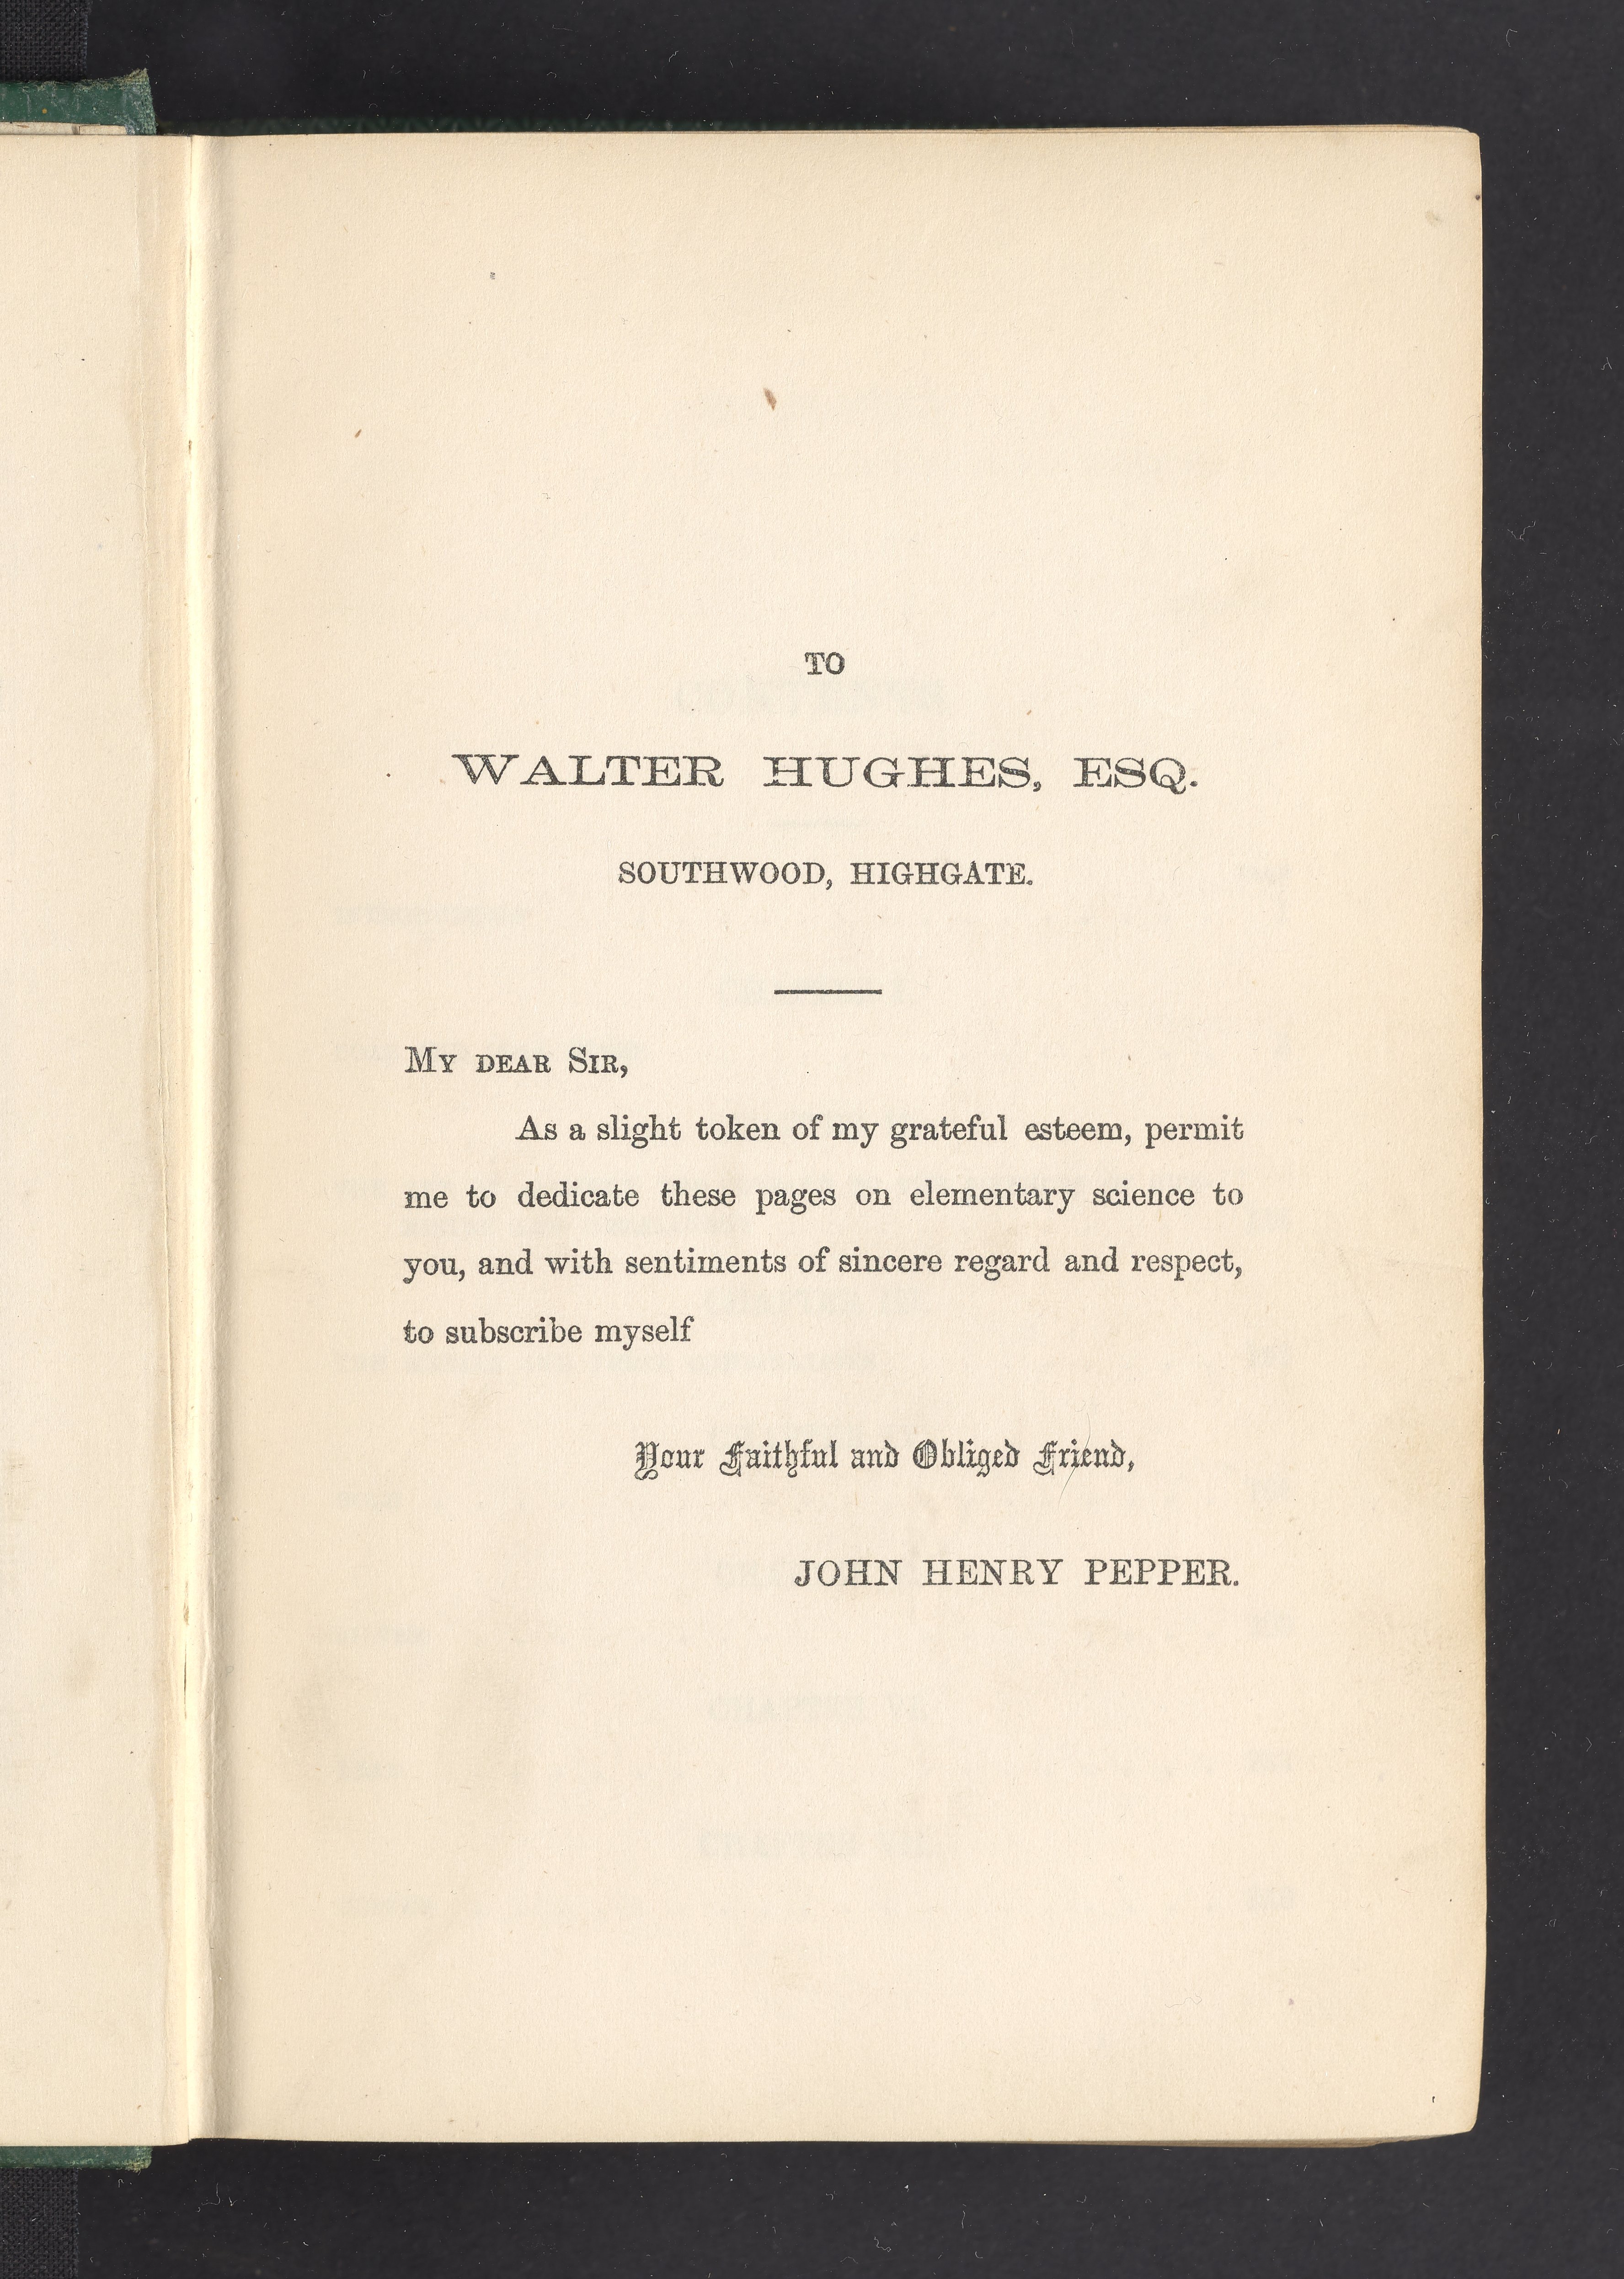 TO
WALTER HUGHES, ESQ.
SOUTHWOOD, HIGHGATE.
MY DEAR SIR,
As a slight token of my grateful esteem, permit
me to dedicate these pages on elementary science to
you, and with sentiments of sincere regard and respect,
to subscribe myself
Your Faithful and Obliged Friend,
JOHN HENRY PEPPER.